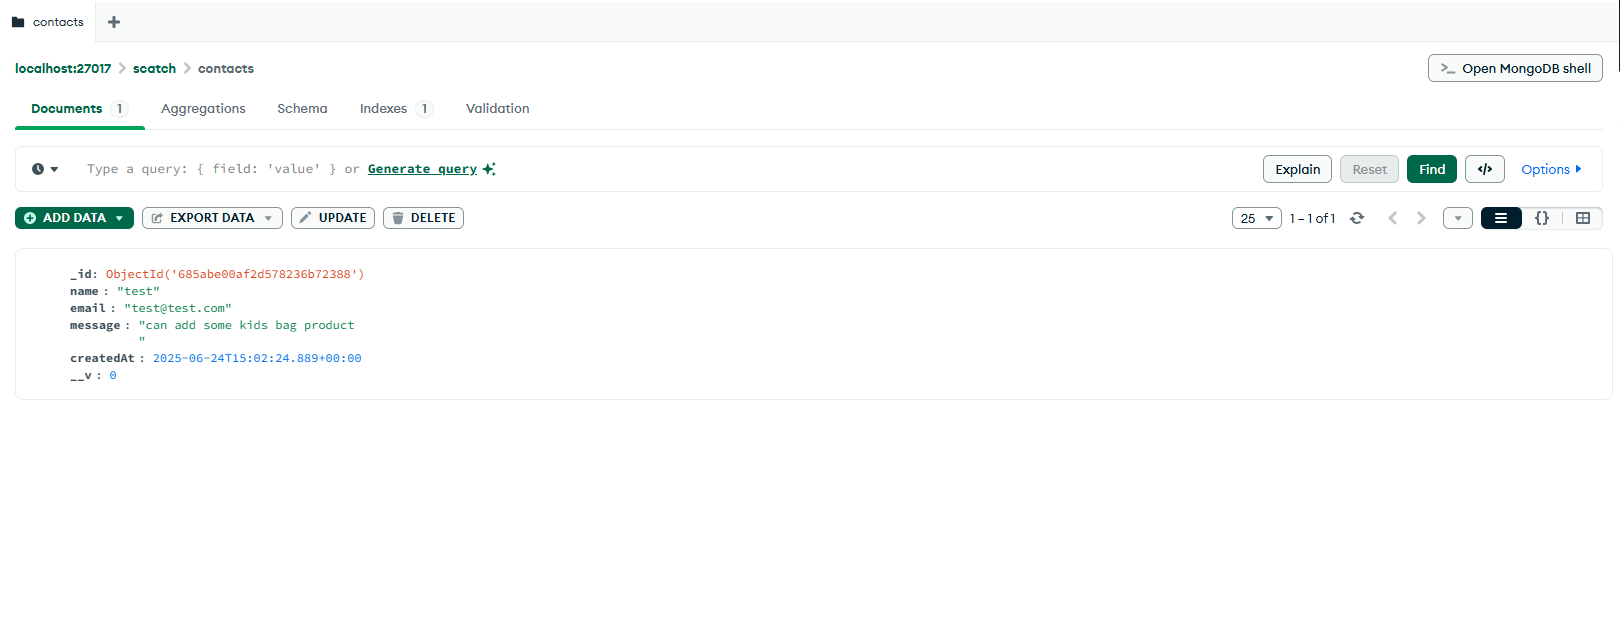 contacts
localhost:27017 > scatch > contacts
>_ Open MongoDB shell
Documents 1 Aggregations Schema Indexes 1 Validation
Type a query: { field: 'value' } or Generate query
Explain Reset Find </> Options
ADD DATA EXPORT DATA UPDATE DELETE
25 1 – 1 of 1 {}
_id: ObjectId('685abe00af2d578236b72388')
name : "test"
email : "test@test.com"
message : "can add some kids bag product
"
createdAt : 2025-06-24T15:02:24.889+00:00
__v : 0